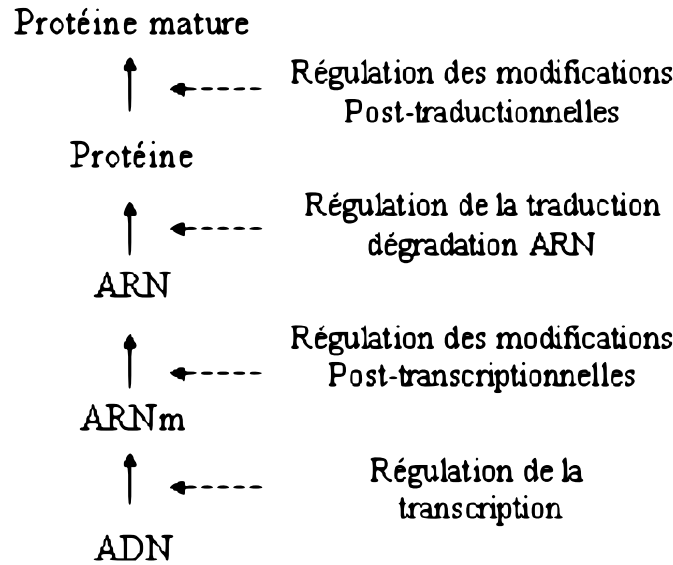 Protéine mature
Régulation des modifications
Post-traductionnelles
Protéine
Régulation de la traduction
dégradation ARN
ARN
Régulation des modifications
Post-transcriptionnelles
ARNm
Régulation de la
transcription
ADN